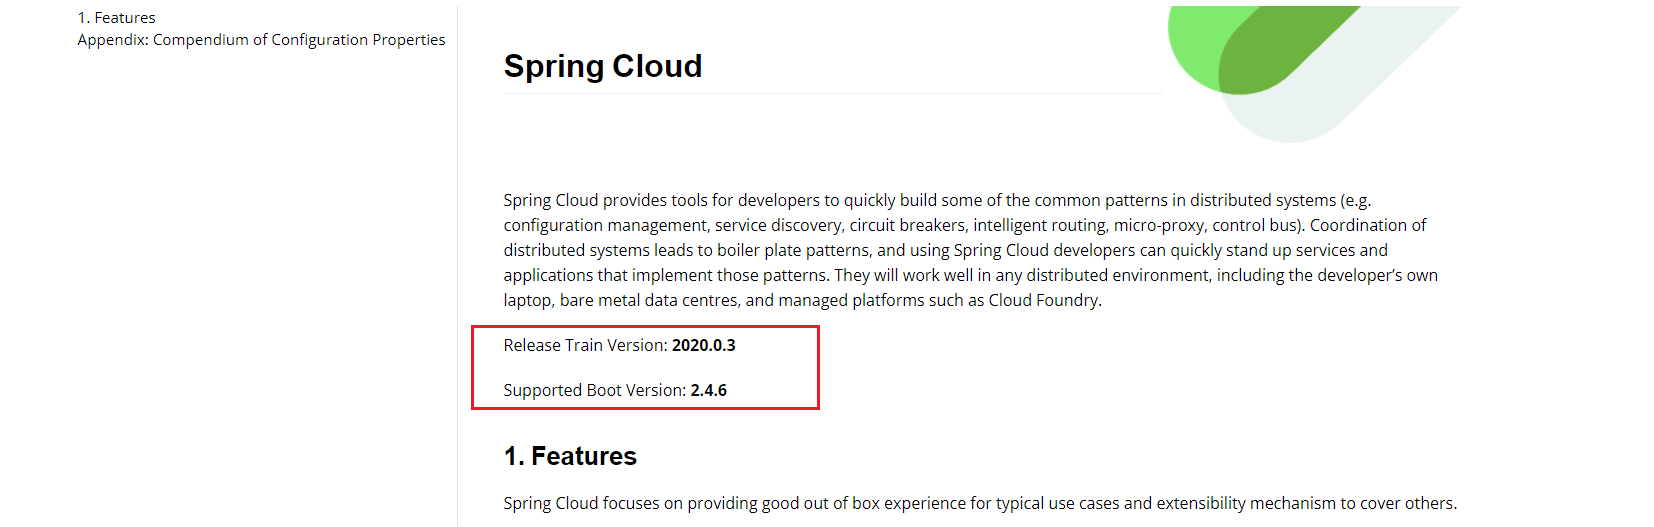 1. Features
Appendix: Compendium of Configuration Properties
Spring Cloud
Spring Cloud provides tools for developers to quickly build some of the common patterns in distributed systems (e.g.
configuration management, service discovery, circuit breakers, intelligent routing, micro-proxy, control bus). Coordination of
distributed systems leads to boiler plate patterns, and using Spring Cloud developers can quickly stand up services and
applications that implement those patterns. They will work well in any distributed environment, including the developer’s own
laptop, bare metal data centres, and managed platforms such as Cloud Foundry.
Release Train Version: 2020.0.3
Supported Boot Version: 2.4.6
1. Features
Spring Cloud focuses on providing good out of box experience for typical use cases and extensibility mechanism to cover others.